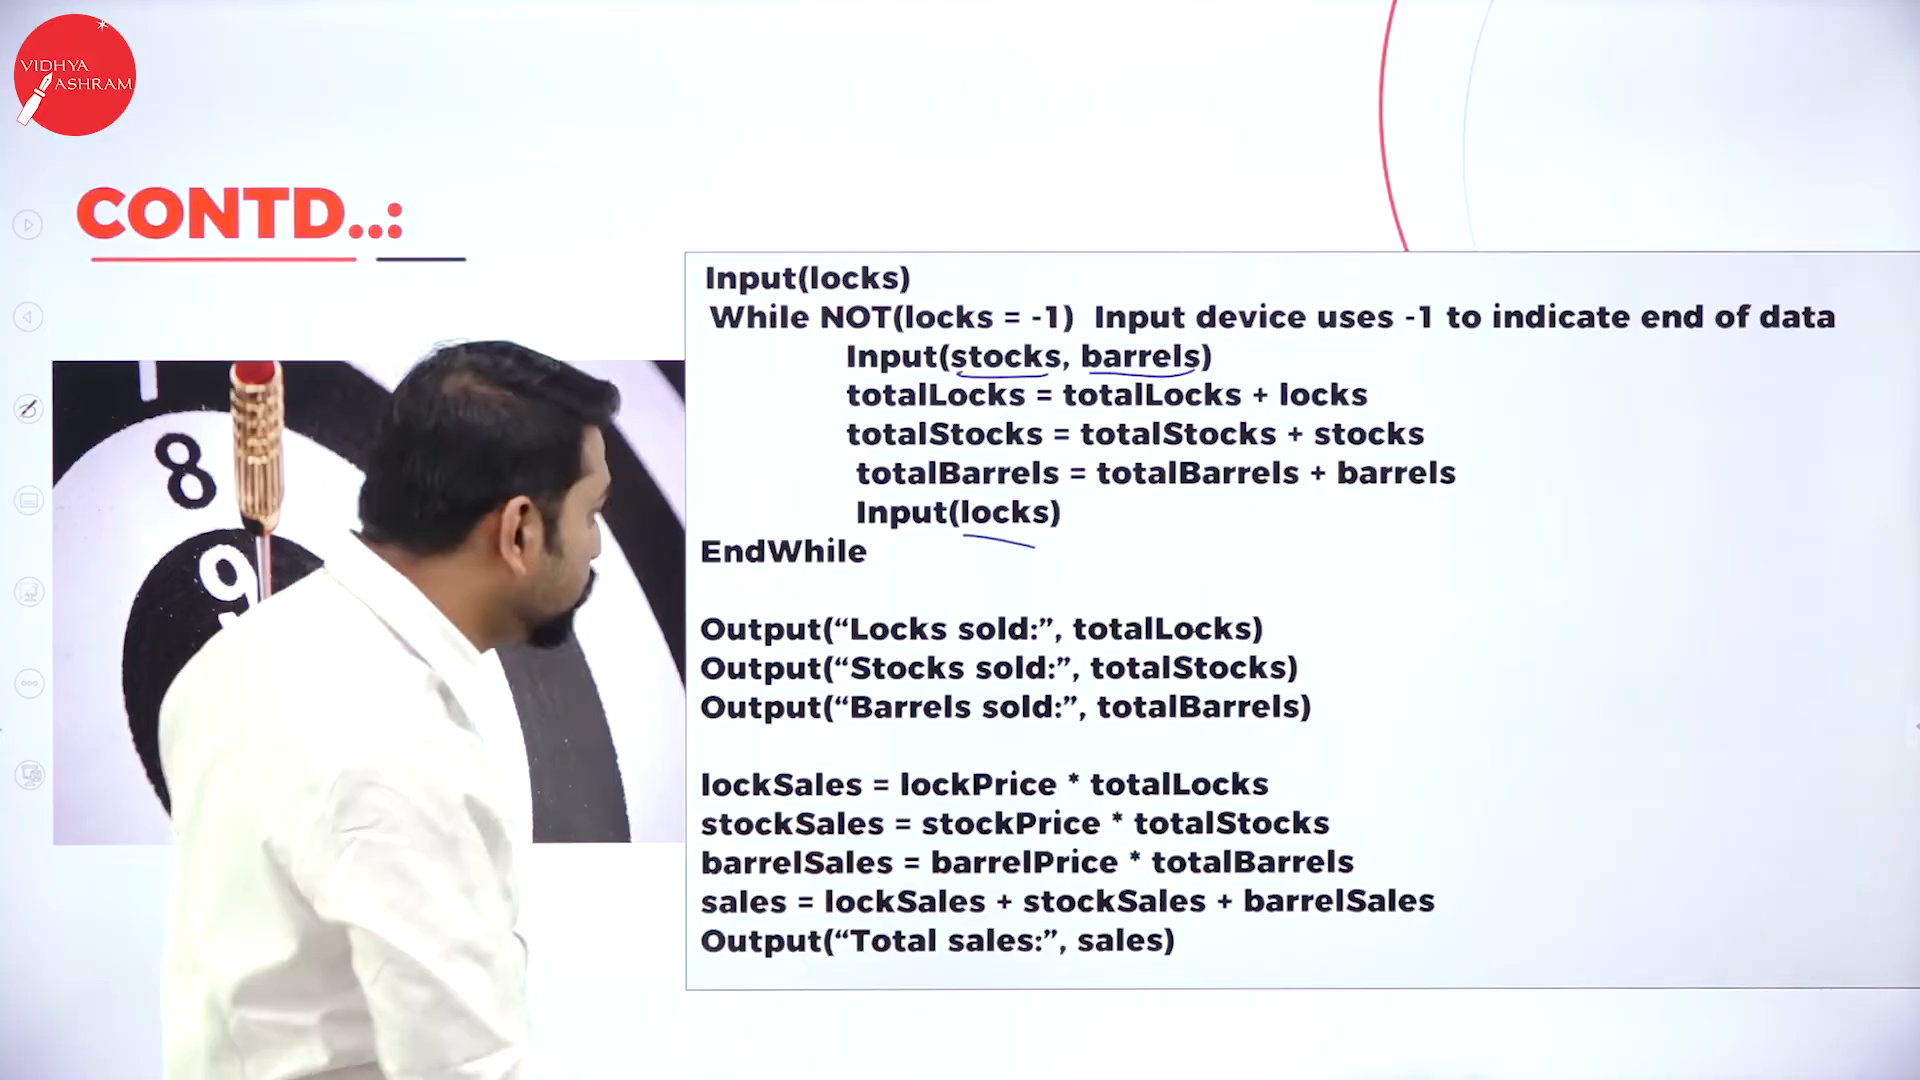 VIDHYA
ASHRAM
CONTD..:
Input(locks)
While NOT(locks = -1)  Input device uses -1 to indicate end of data
Input(stocks, barrels)
totalLocks = totalLocks + locks
totalStocks = totalStocks + stocks
totalBarrels = totalBarrels + barrels
Input(locks)
EndWhile
Output(“Locks sold:”, totalLocks)
Output(“Stocks sold:”, totalStocks)
Output(“Barrels sold:”, totalBarrels)
lockSales = lockPrice * totalLocks
stockSales = stockPrice * totalStocks
barrelSales = barrelPrice * totalBarrels
sales = lockSales + stockSales + barrelSales
Output(“Total sales:”, sales)
8
9